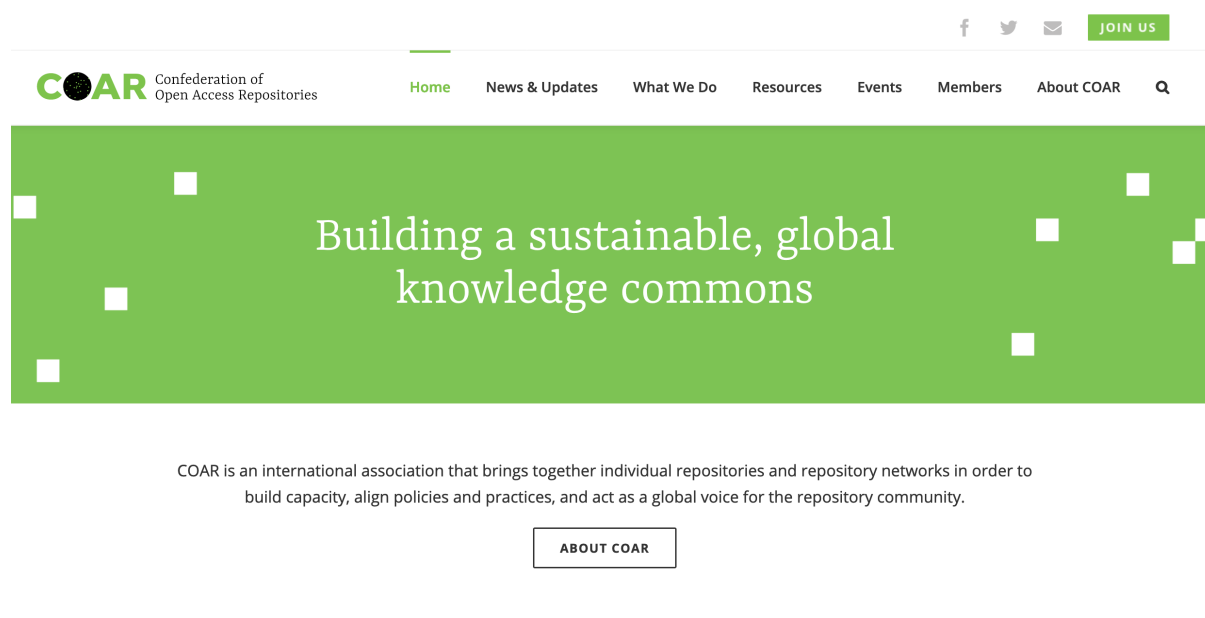 JOIN US
COAR
Confederation of
Open Access Repositories
Home News & Updates What We Do Resources Events Members About COAR
Building a sustainable, global
knowledge commons
COAR is an international association that brings together individual repositories and repository networks in order to
build capacity, align policies and practices, and act as a global voice for the repository community.
ABOUT COAR